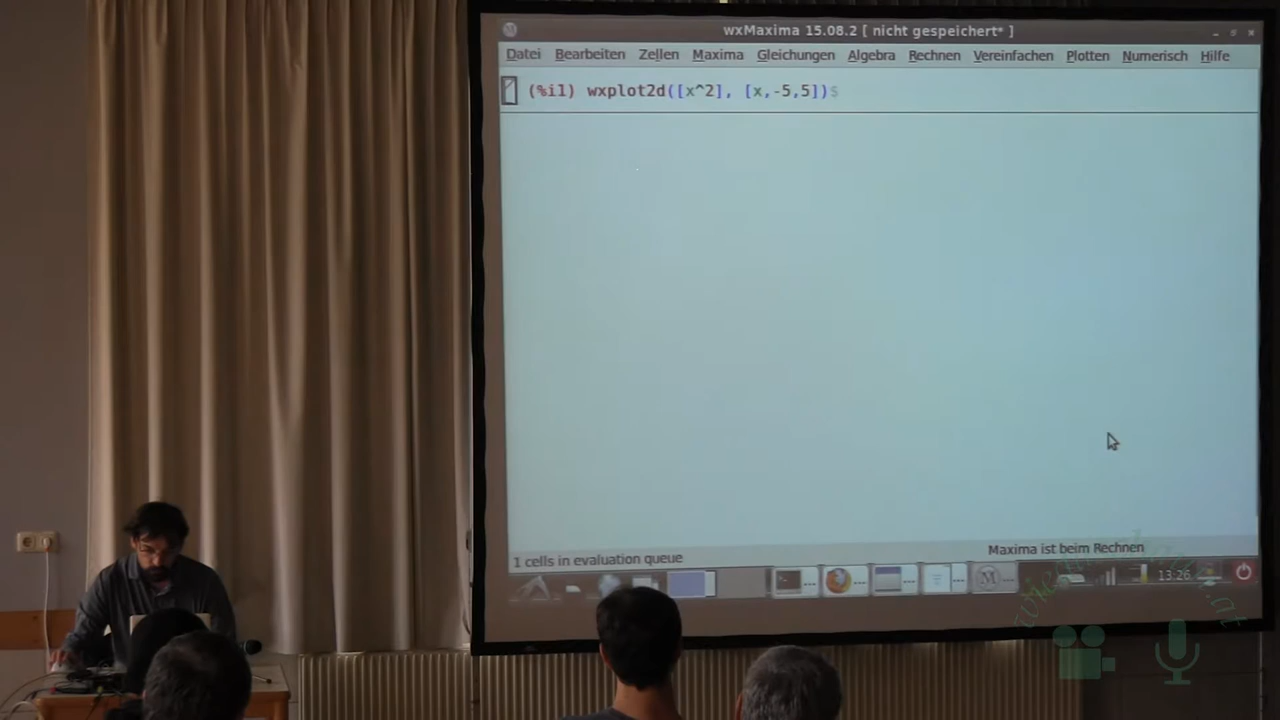 wxMaxima 15.08.2 [ nicht gespeichert* ]
Datei Bearbeiten Zellen Maxima Gleichungen Algebra Rechnen Vereinfachen Plotten Numerisch Hilfe
(%i1) wxplot2d([x^2], [x,-5,5])$
1 cells in evaluation queue
Maxima ist beim Rechnen
13:26